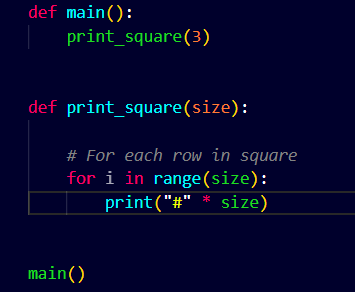 def main():
    print_square(3)
def print_square(size):
    # For each row in square
    for i in range(size):
        print("#" * size)
main()